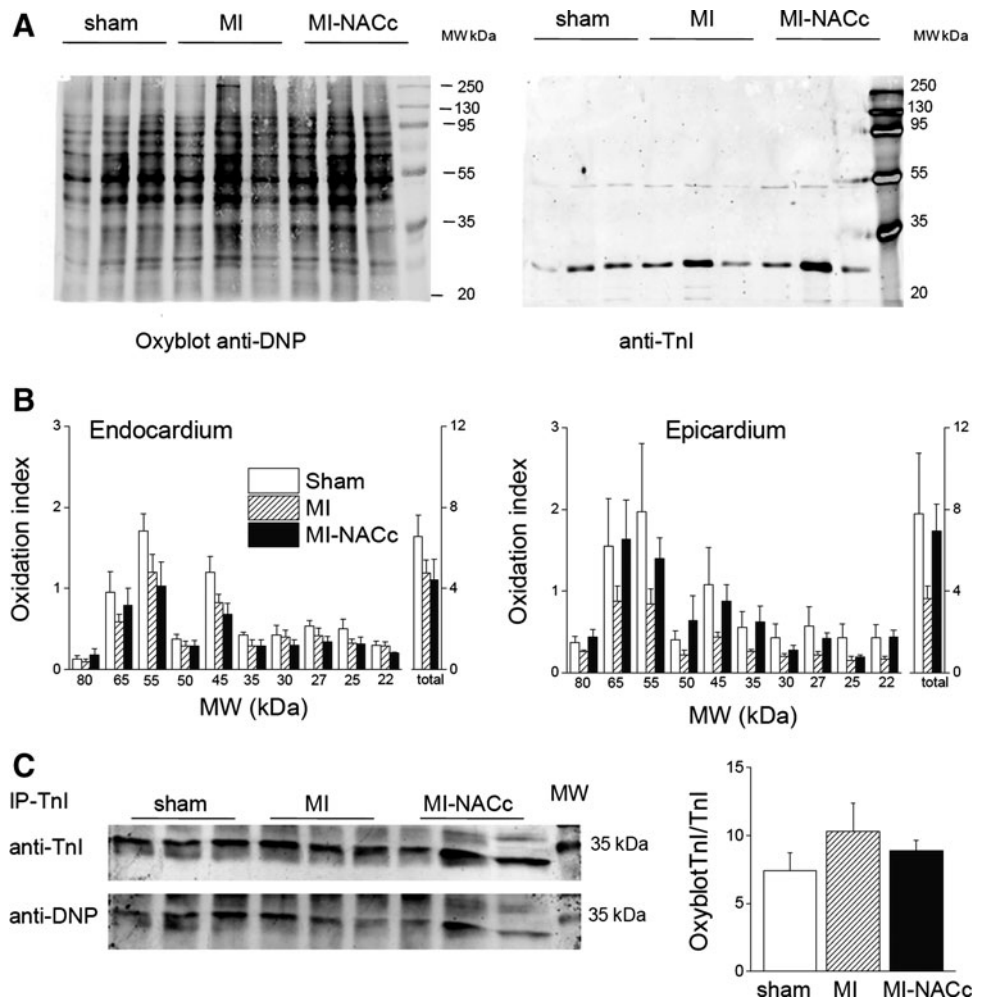 A
sham MI MI-NACc MW kDa
250
130
95
55
35
20
Oxyblot anti-DNP
sham MI MI-NACc MW kDa
250
130
95
55
35
20
anti-TnI
B
Endocardium
Oxidation index
3
2
1
0
12
8
4
0
Sham
MI
MI-NACc
80 65 55 50 45 35 30 27 25 22 total
MW (kDa)
Epicardium
Oxidation index
3
2
1
0
12
8
4
0
80 65 55 50 45 35 30 27 25 22 total
MW (kDa)
C
IP-TnI
sham MI MI-NACc MW
anti-TnI 35 kDa
anti-DNP 35 kDa
OxyblotTnI/TnI
15
10
5
0
sham MI MI-NACc